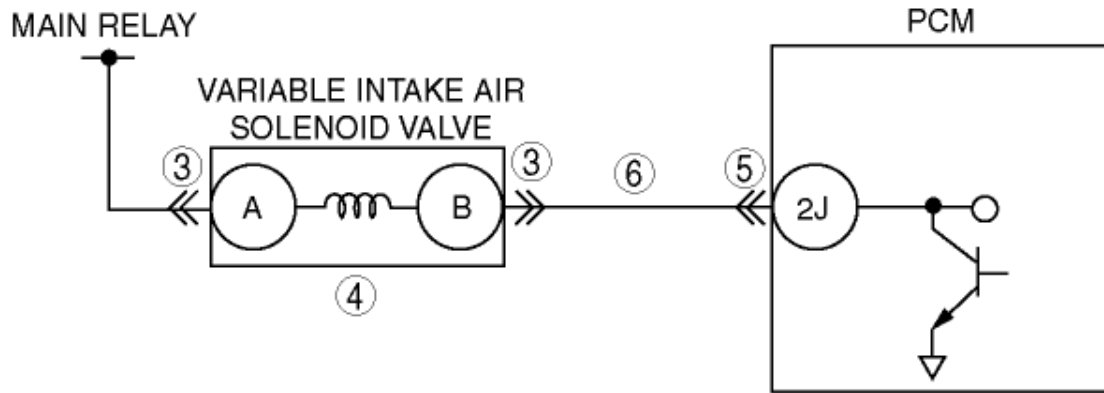 MAIN RELAY
PCM
VARIABLE INTAKE AIR
SOLENOID VALVE
③ A B ③ ⑥ ⑤ 2J
④